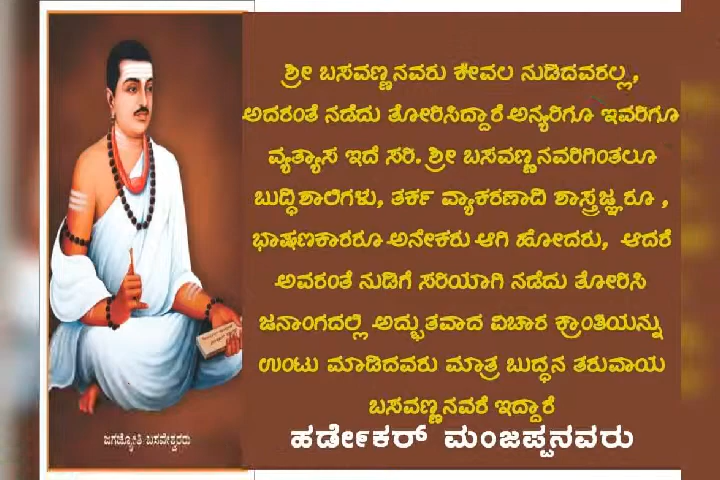 ಶ್ರೀ ಬಸವಣ್ಣನವರು ಕೇವಲ ನುಡಿದವರಲ್ಲ,
ಅದರಂತೆ ನಡೆದು ತೋರಿಸಿದ್ದಾರೆ ಅನ್ಯರಿಗೂ ಇವರಿಗೂ
ವ್ಯತ್ಯಾಸ ಇದೆ ಸರಿ. ಶ್ರೀ ಬಸವಣ್ಣನವರಿಗಿಂತಲೂ
ಬುದ್ಧಿಶಾಲಿಗಳು, ತರ್ಕ ವ್ಯಾಕರಣಾದಿ ಶಾಸ್ತ್ರಜ್ಞರೂ ,
ಭಾಷಣಕಾರರೂ ಅನೇಕರು ಆಗಿ ಹೋದರು, ಆದರೆ
ಅವರಂತೆ ನುಡಿಗೆ ಸರಿಯಾಗಿ ನಡೆದು ತೋರಿಸಿ
ಜನಾಂಗದಲ್ಲಿ ಅದ್ಭುತವಾದ ವಿಚಾರ ಕ್ರಾಂತಿಯನ್ನು
ಉಂಟು ಮಾಡಿದವರು ಮಾತ್ರ ಬುದ್ಧನ ತರುವಾಯ
ಬಸವಣ್ಣನವರೆ ಇದ್ದಾರೆ
ಹರ್ಡೇಕರ್ ಮಂಜಪ್ಪನವರು
ಜಗಜ್ಯೋತಿ ಬಸವೇಶ್ವರರು